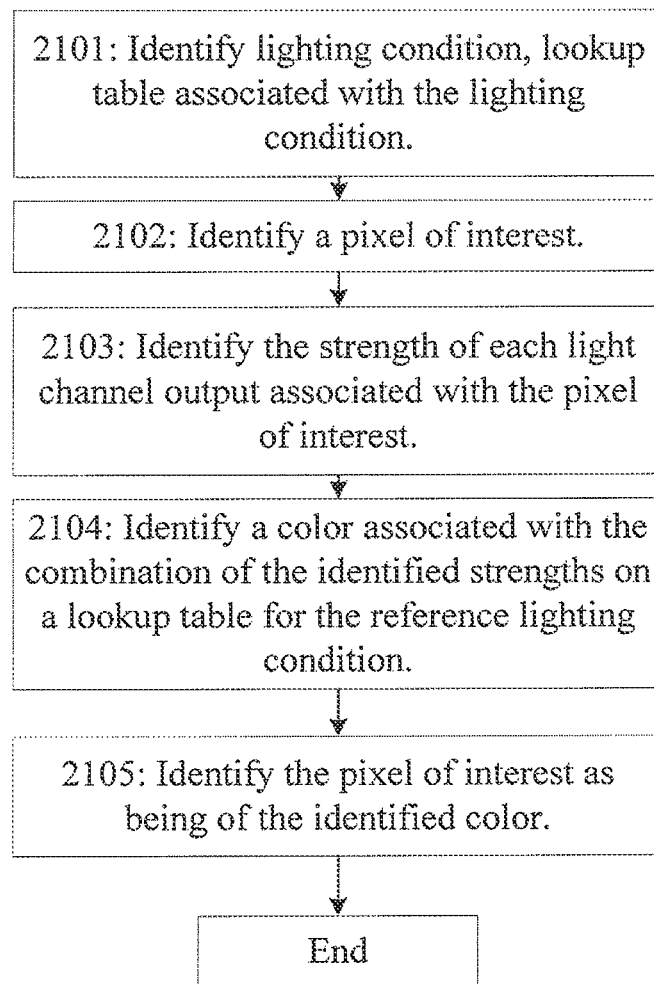 2101: Identify lighting condition, lookup
table associated with the lighting
condition.
2102: Identify a pixel of interest.
2103: Identify the strength of each light
channel output associated with the pixel
of interest.
2104: Identify a color associated with the
combination of the identified strengths on
a lookup table for the reference lighting
condition.
2105: Identify the pixel of interest as
being of the identified color.
End